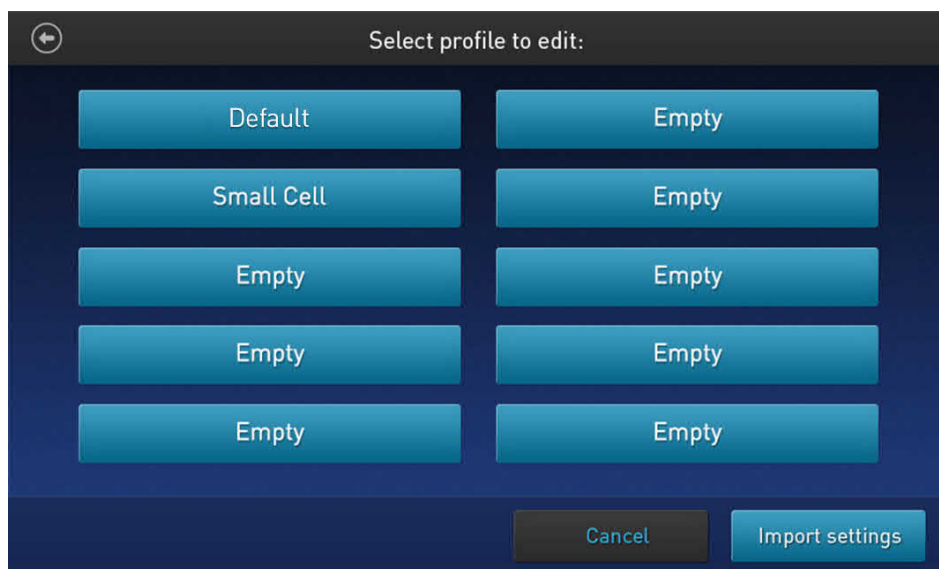 Select profile to edit:
Default
Empty
Small Cell
Empty
Empty
Empty
Empty
Empty
Empty
Empty
Cancel
Import settings